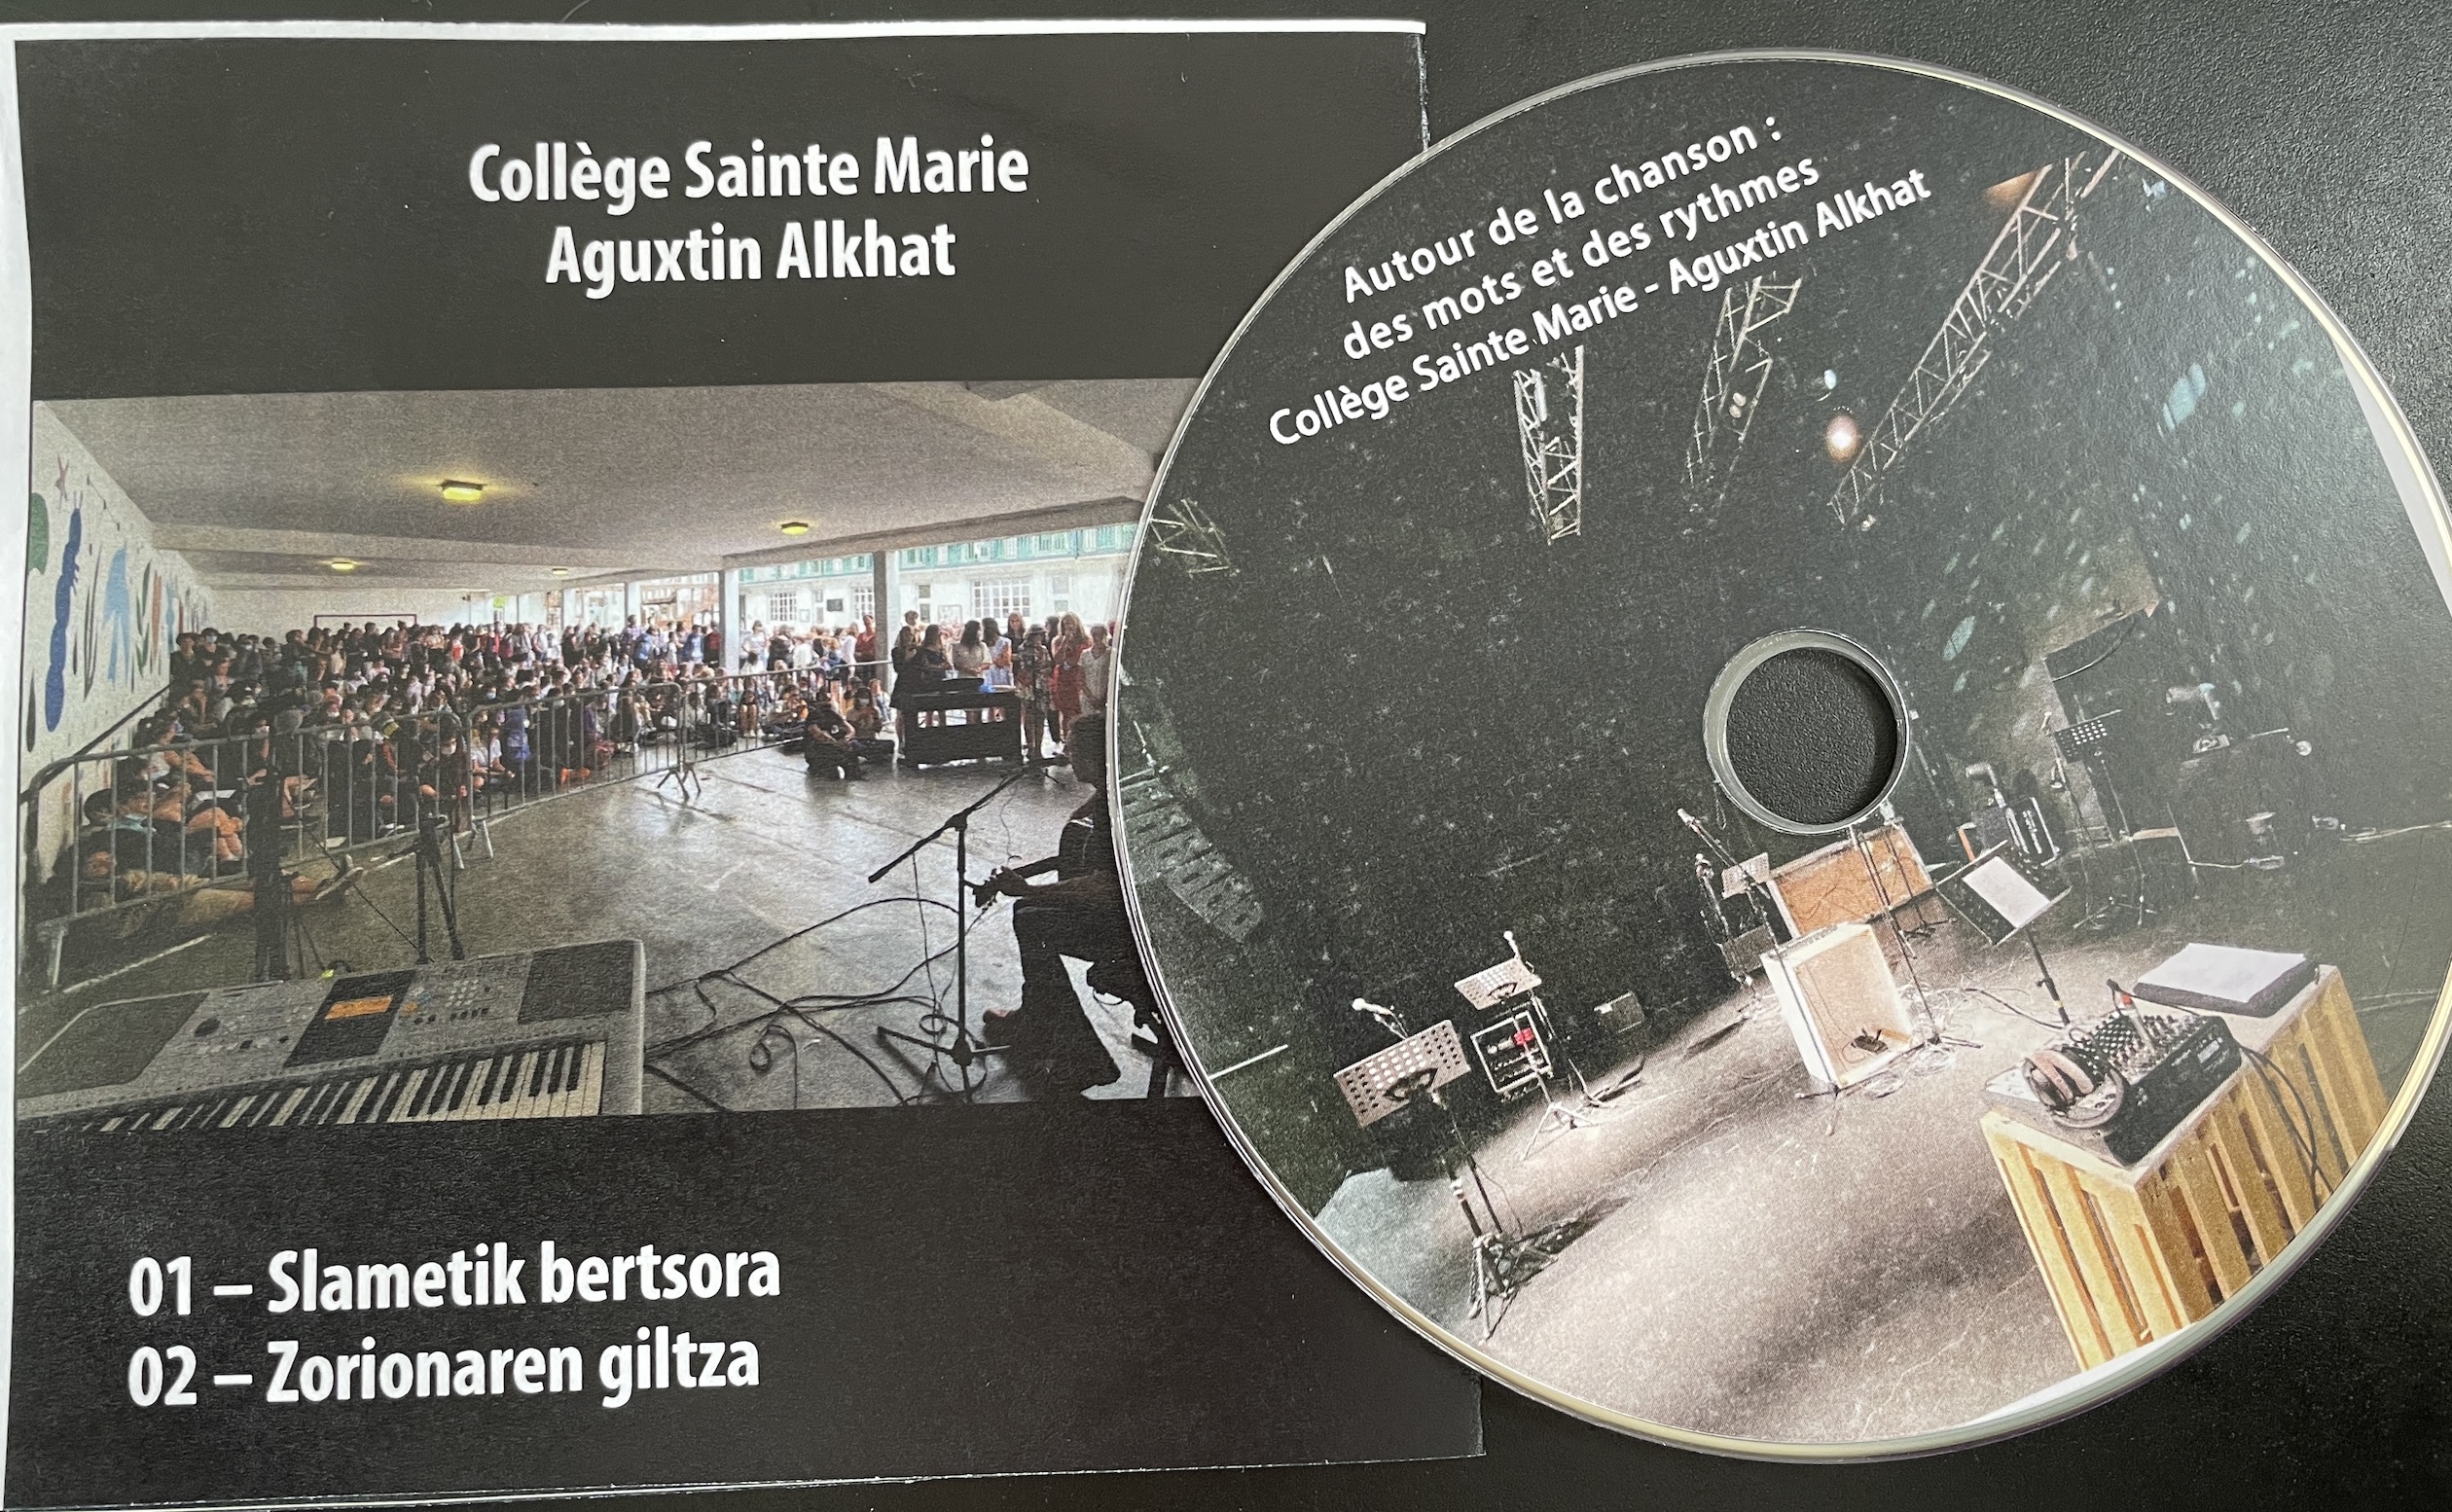 Collège Sainte Marie
Aguxtin Alkhat
01 – Slametik bertsora
02 – Zorionaren giltza
Autour de la chanson :
des mots et des rythmes
Collège Sainte Marie - Aguxtin Alkhat